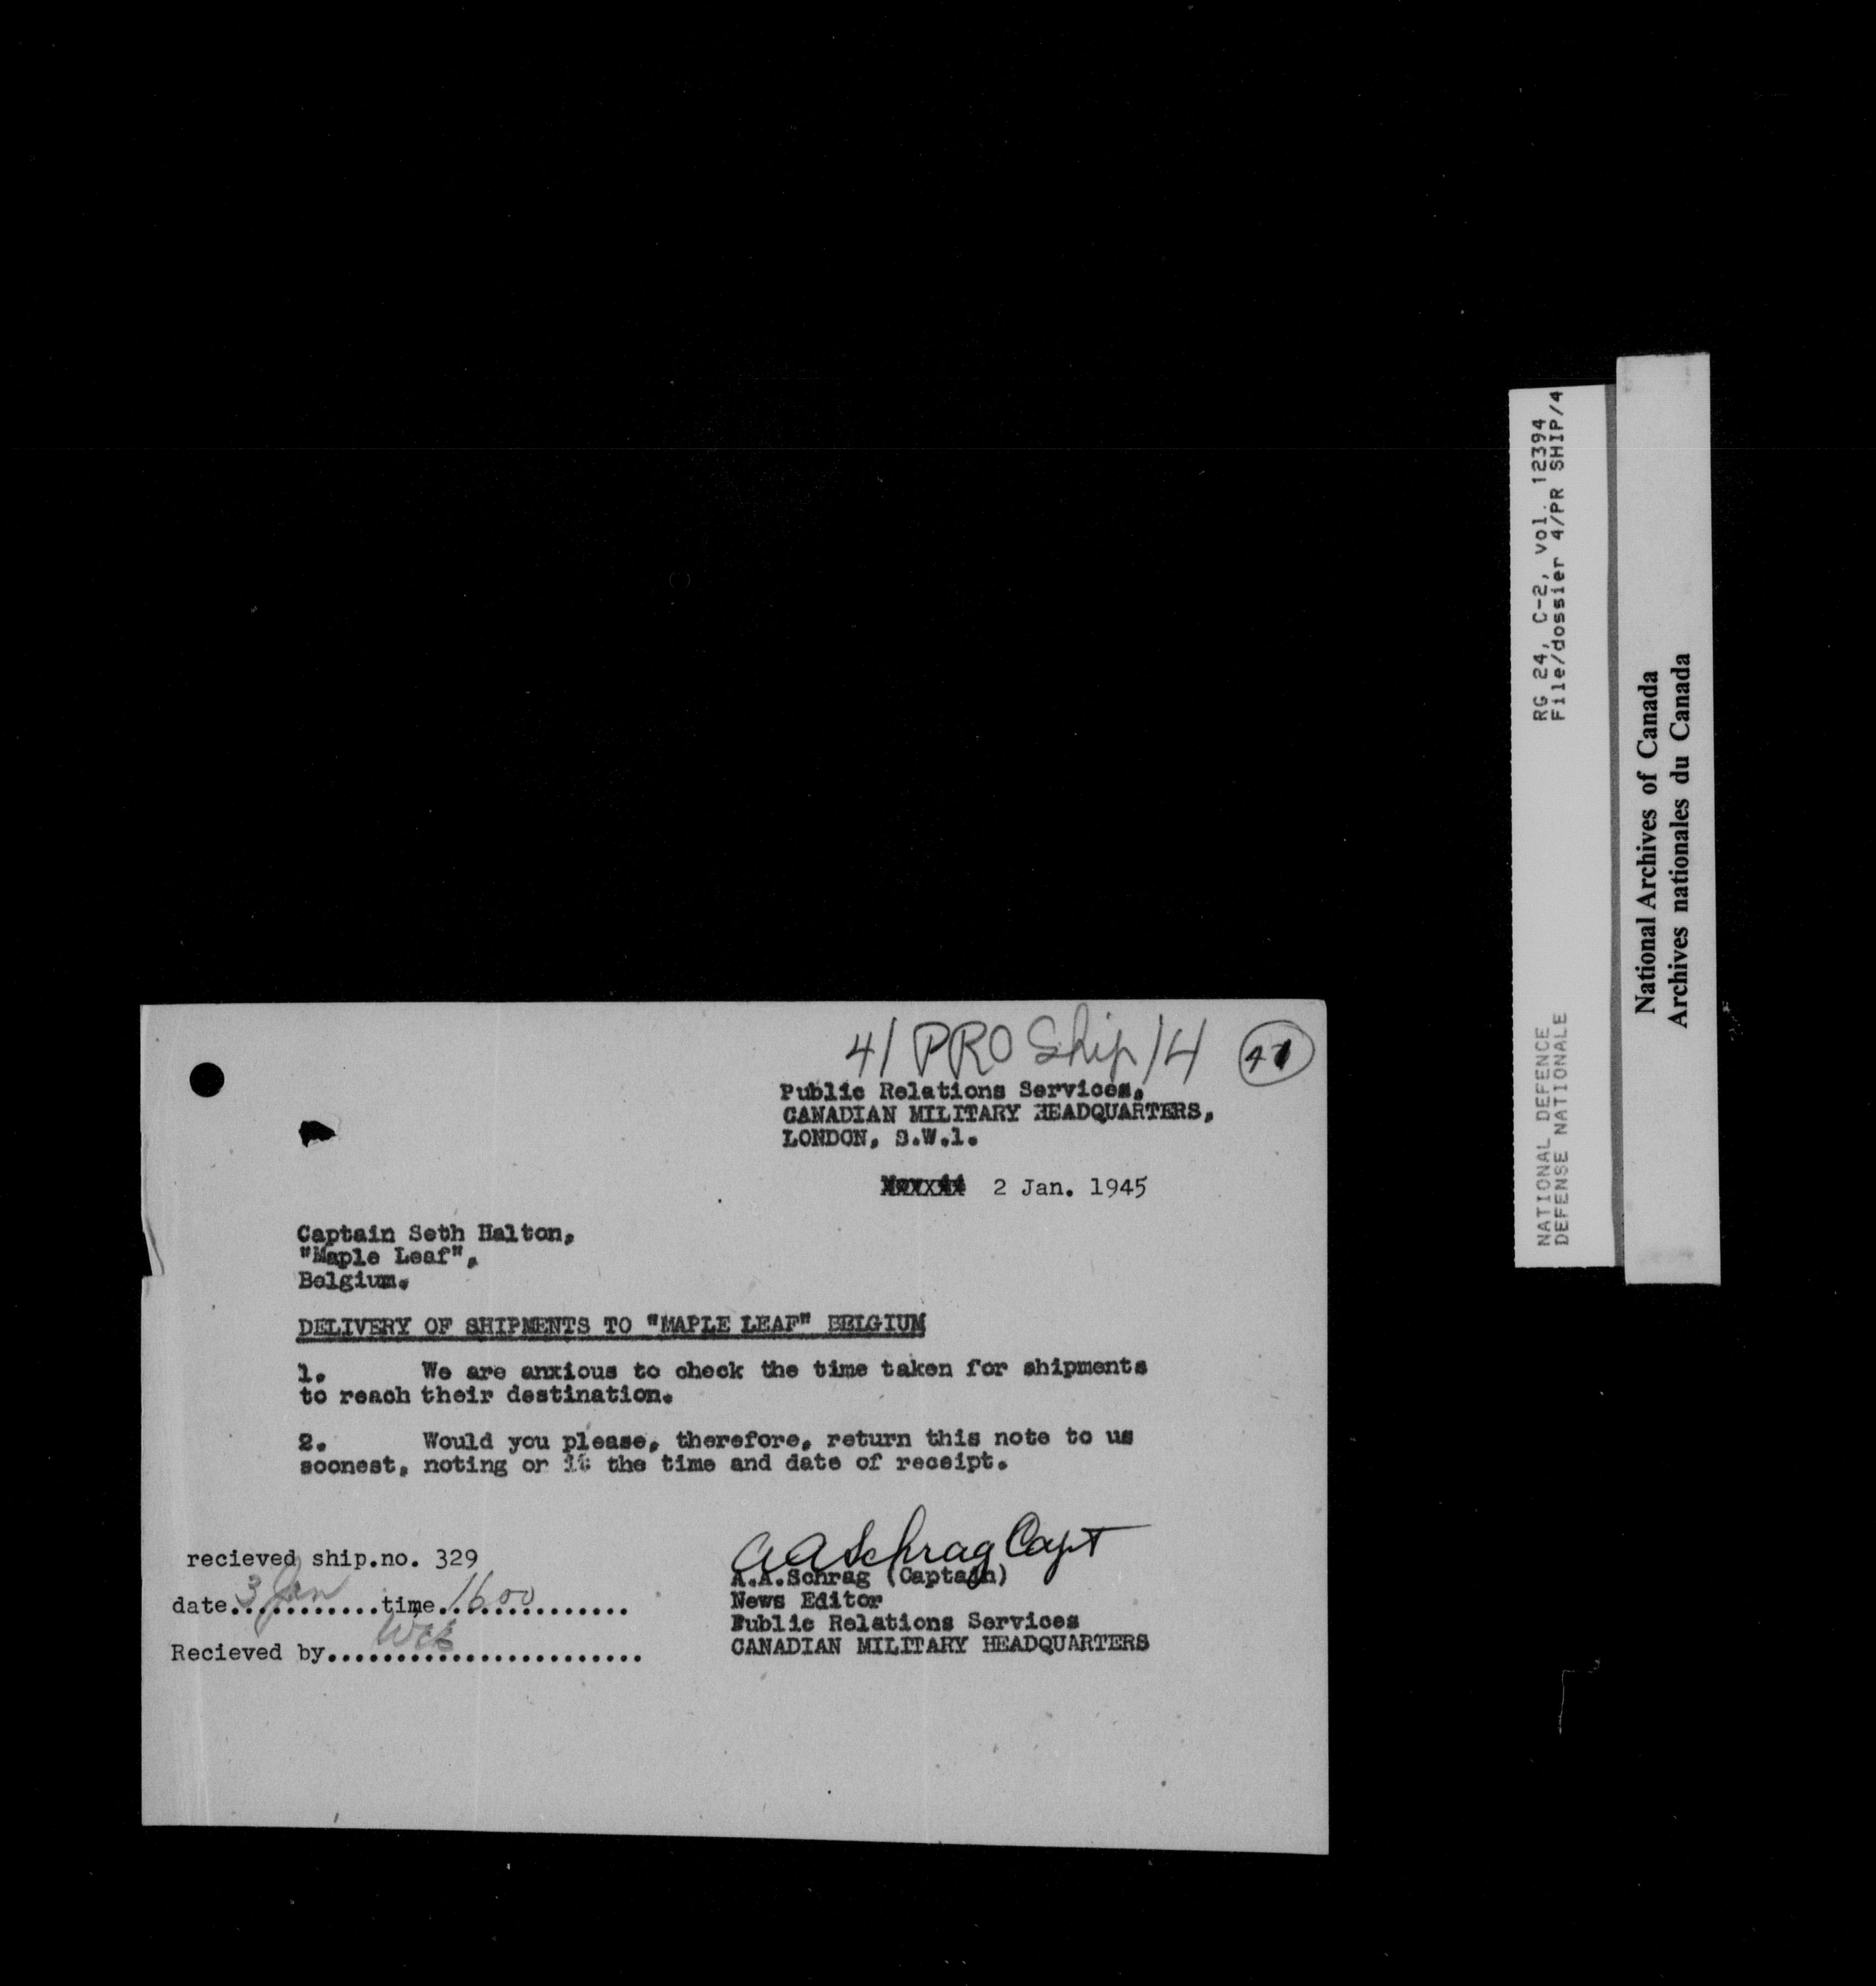 4/ PRO Ship/4 47
Public Relations Services,
CANADIAN MILITARY HEADQUARTERS,
LONDON, S.W.1.
2 Jan. 1945
Captain Seth Halton,
"Maple Leaf",
Belgium.
DELIVERY OF SHIPMENTS TO "MAPLE LEAF" BELGIUM
1. We are anxious to check the time taken for shipments
to reach their destination.
2. Would you please, therefore, return this note to us
soonest, noting on it the time and date of receipt.
A A Schrag Capt
A.A.Schrag (Captain)
News Editor
Public Relations Services
CANADIAN MILITARY HEADQUARTERS
recieved ship.no. 329
date 3 Jan time 1600
Recieved by
RG 24, C-2, vol. 12394
File/dossier 4/PR SHIP/4
NATIONAL DEFENCE
DEFENSE NATIONALE
National Archives of Canada
Archives nationales du Canada